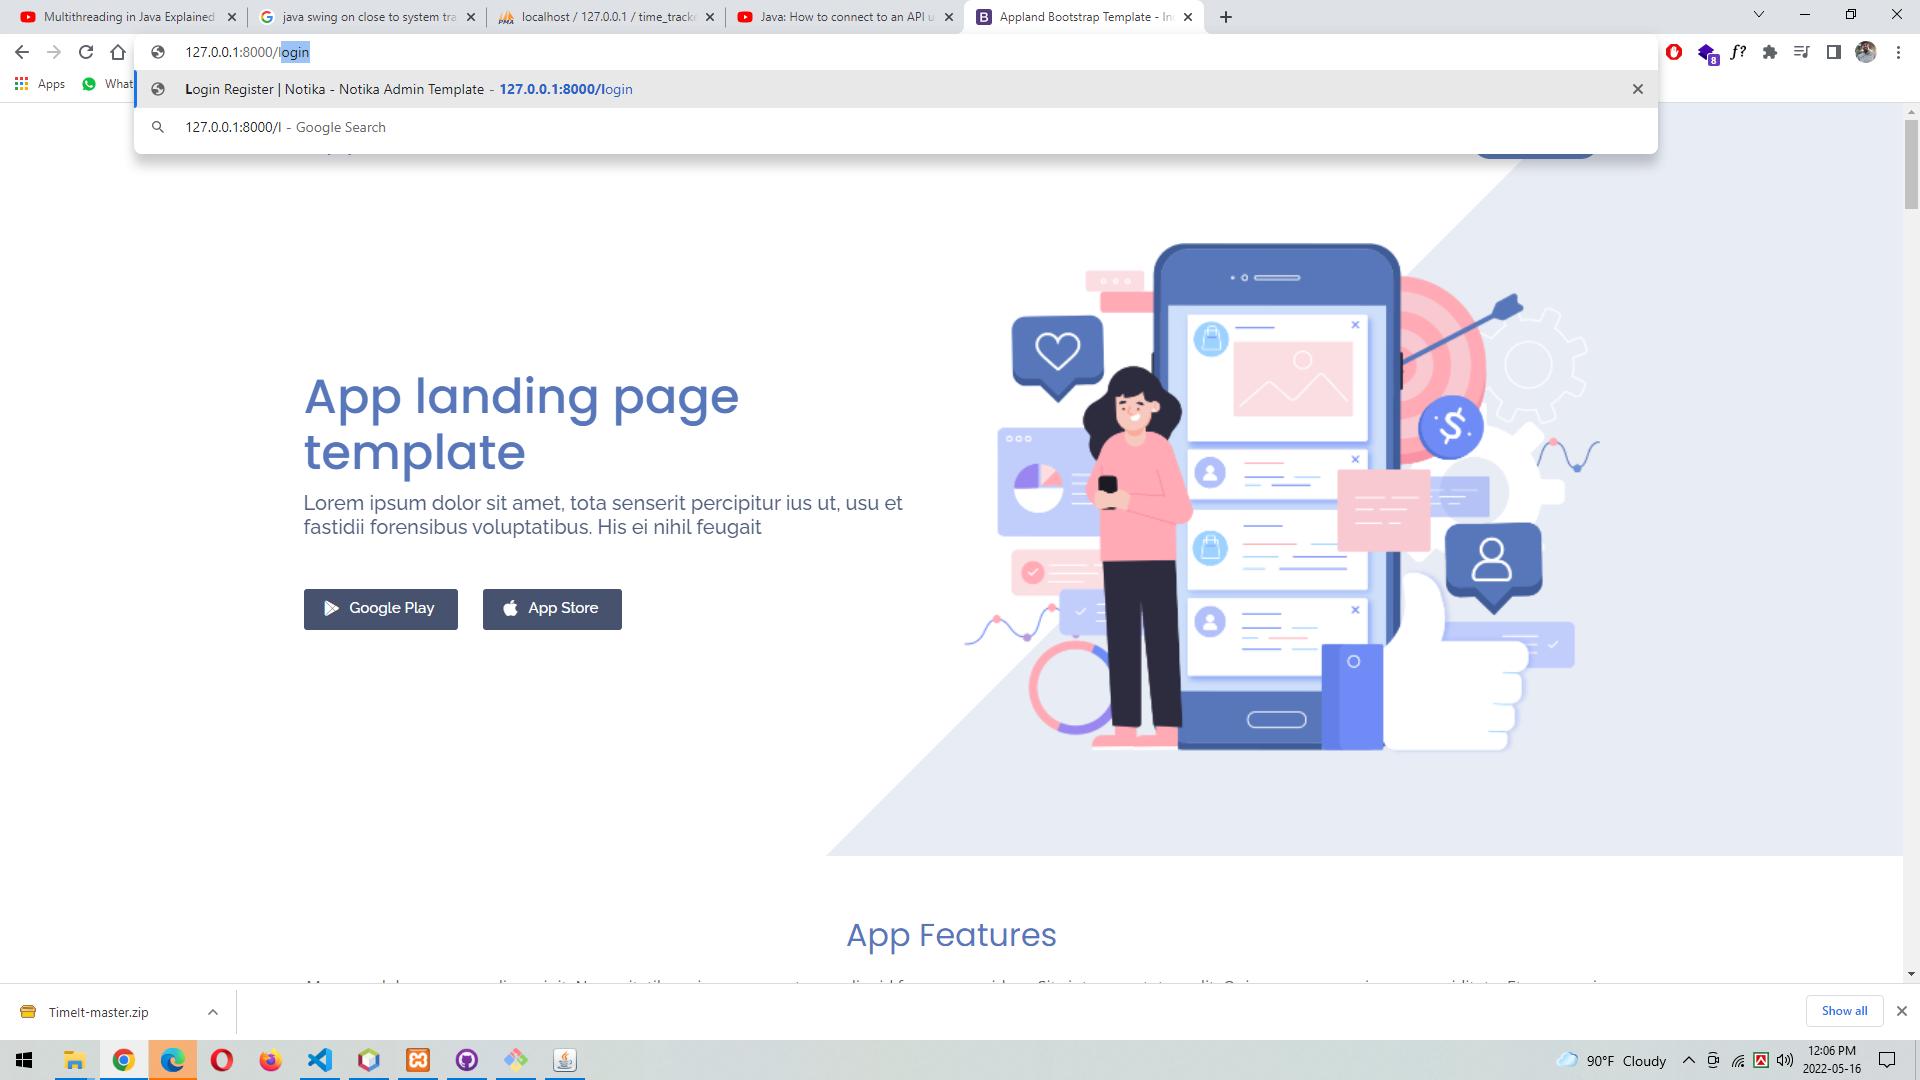 Multithreading in Java Explained
java swing on close to system tra
localhost / 127.0.0.1 / time_track
Java: How to connect to an API u
Appland Bootstrap Template - In
127.0.0.1:8000/login
8
f?
Apps
What
Login Register | Notika - Notika Admin Template - 127.0.0.1:8000/login
127.0.0.1:8000/l - Google Search
App landing page
template
Lorem ipsum dolor sit amet, tota senserit percipitur ius ut, usu et
fastidii forensibus voluptatibus. His ei nihil feugait
Google Play
App Store
App Features
TimeIt-master.zip
Show all
90°F Cloudy
12:06 PM
2022-05-16